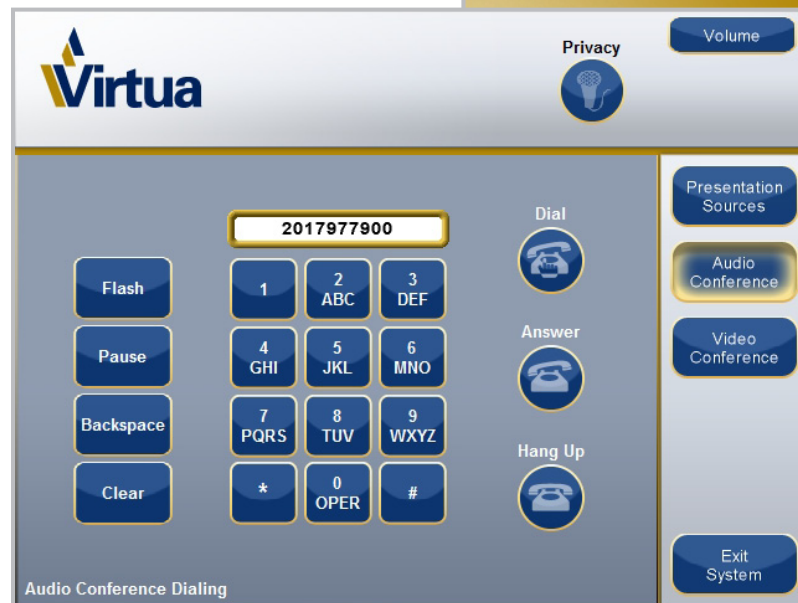 Virtua
Privacy
Volume
2017977900
Dial
Presentation
Sources
Flash
1
2
ABC
3
DEF
Audio
Conference
Pause
4
GHI
5
JKL
6
MNO
Answer
Video
Conference
Backspace
7
PQRS
8
TUV
9
WXYZ
Hang Up
Clear
*
0
OPER
#
Exit
System
Audio Conference Dialing